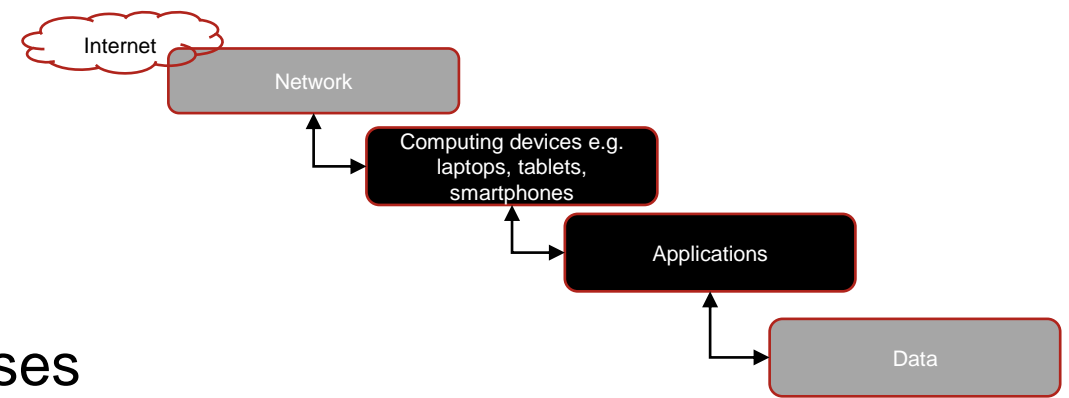 Internet
Network
Computing devices e.g.
laptops, tablets,
smartphones
Applications
Data
ses